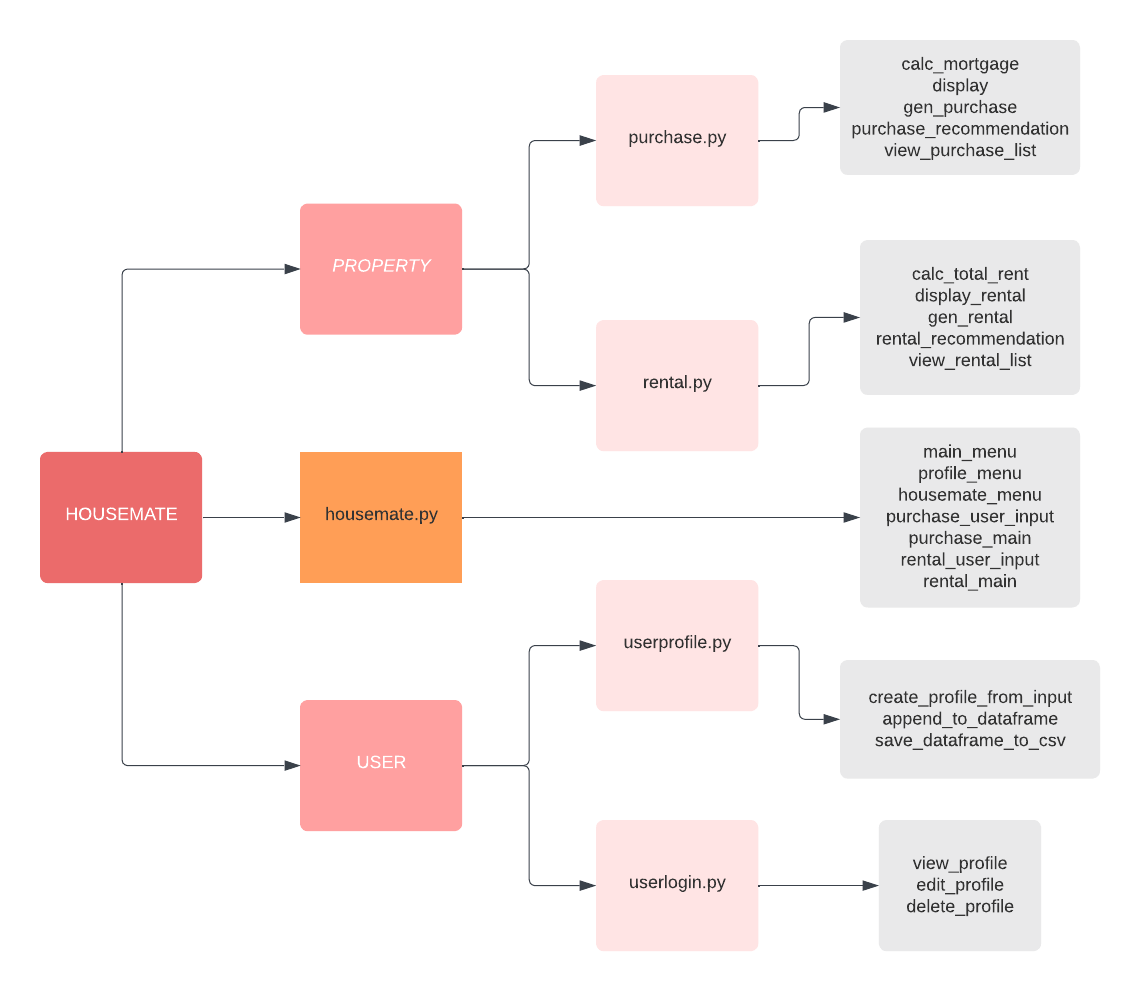 HOUSEMATE
PROPERTY
purchase.py
calc_mortgage
display
gen_purchase
purchase_recommendation
view_purchase_list
rental.py
calc_total_rent
display_rental
gen_rental
rental_recommendation
view_rental_list
housemate.py
main_menu
profile_menu
housemate_menu
purchase_user_input
purchase_main
rental_user_input
rental_main
USER
userprofile.py
create_profile_from_input
append_to_dataframe
save_dataframe_to_csv
userlogin.py
view_profile
edit_profile
delete_profile